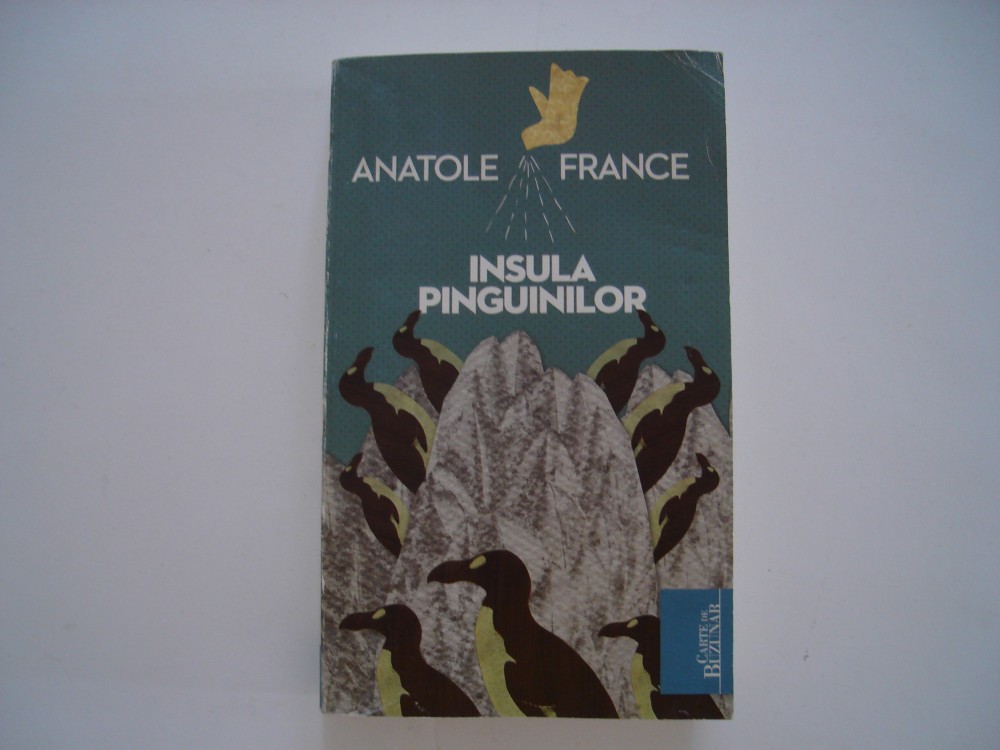 ANATOLE FRANCE
INSULA
PINGUINILOR
CARTE DE
BUZUNAR